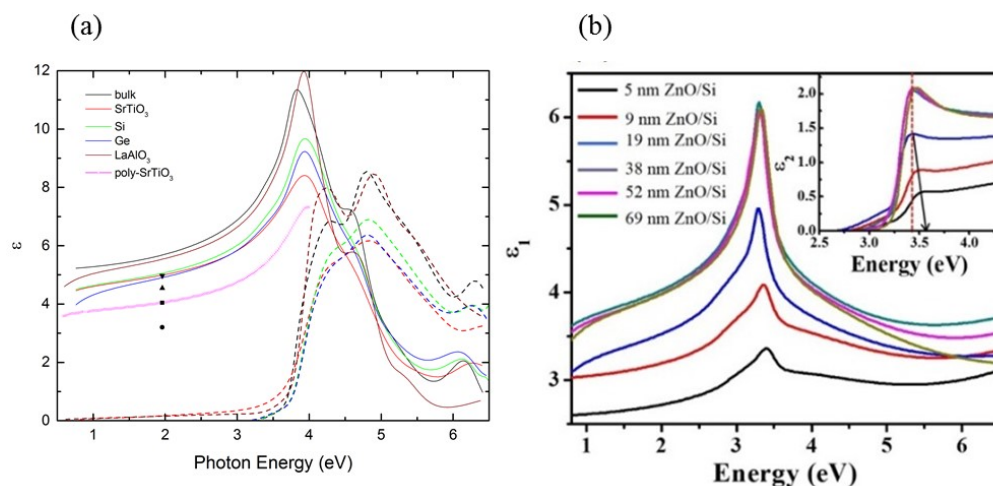 (a)
12
10
8
6
4
2
0
ε
bulk
SrTiO₃
Si
Ge
LaAlO₃
poly-SrTiO₃
1 2 3 4 5 6
Photon Energy (eV)
(b)
6
5
4
3
ε₁
5 nm ZnO/Si
9 nm ZnO/Si
19 nm ZnO/Si
38 nm ZnO/Si
52 nm ZnO/Si
69 nm ZnO/Si
2.0
1.5
1.0
0.5
0.0
ε₂
2.5 3.0 3.5 4.0
Energy (eV)
1 2 3 4 5 6
Energy (eV)